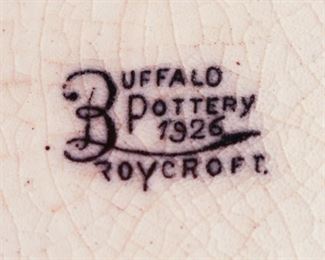 BUFFALO
POTTERY
1926
ROYCROFT.